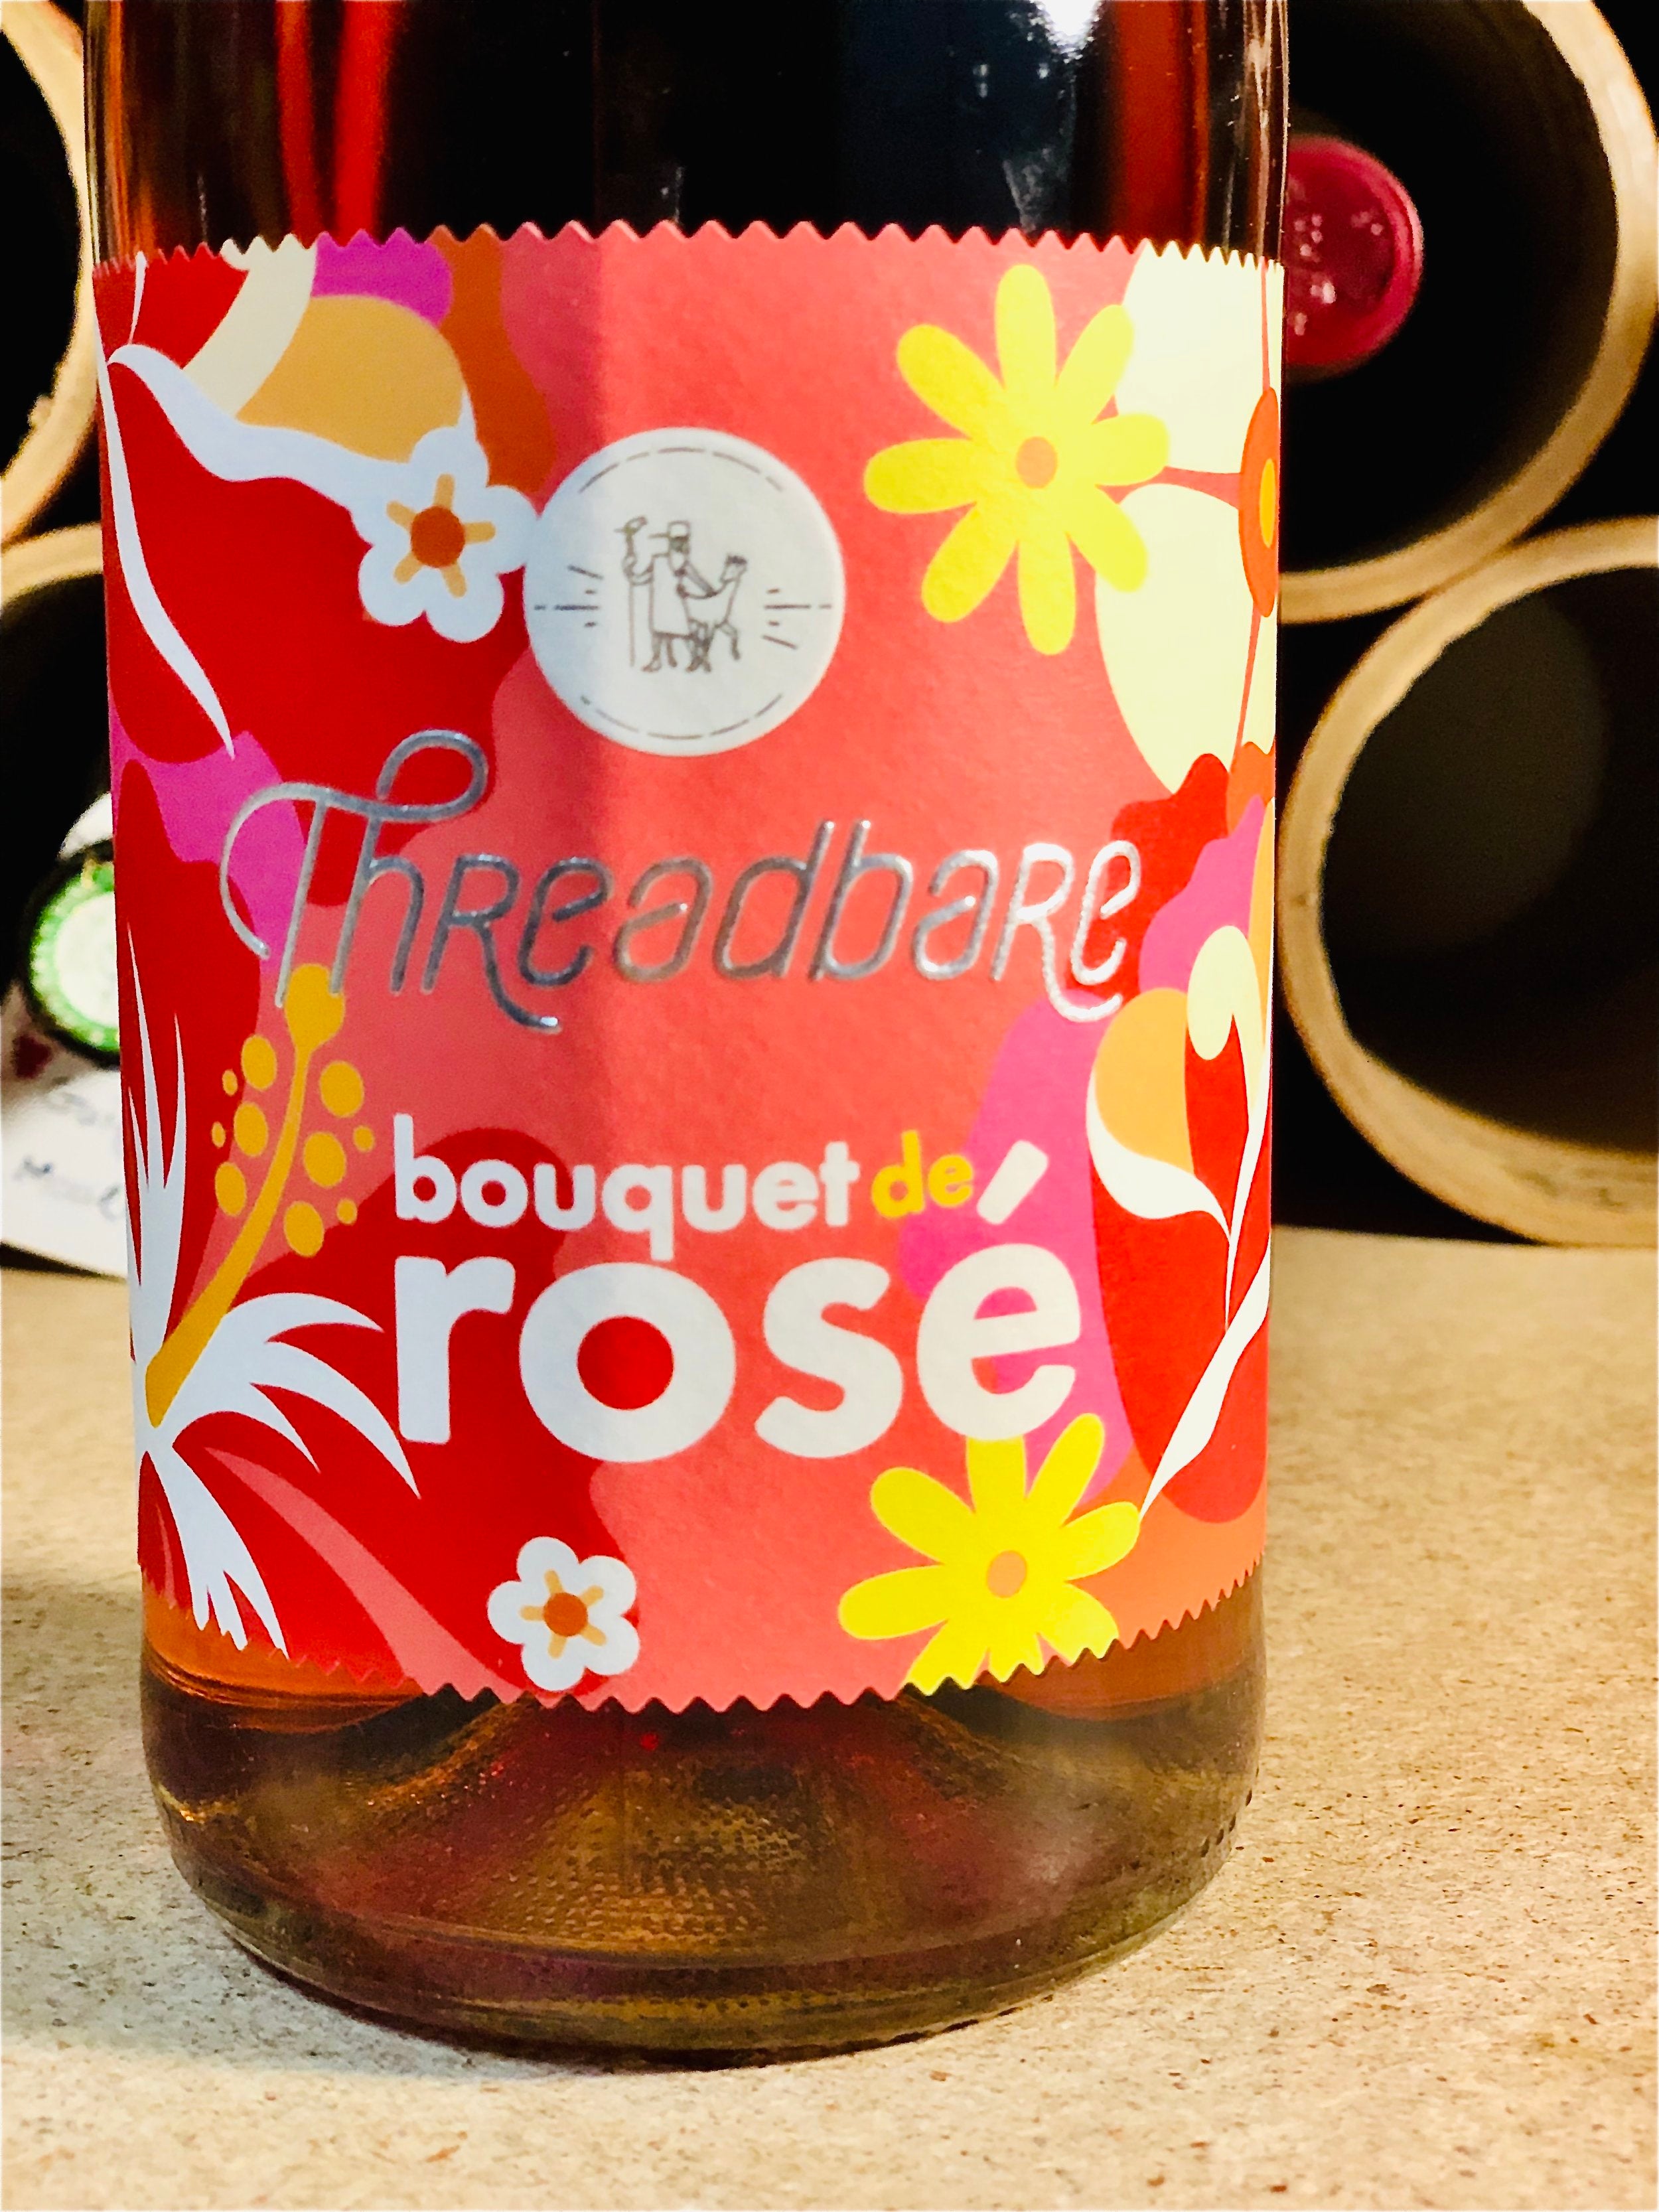 Threadbare
bouquet de
rosé